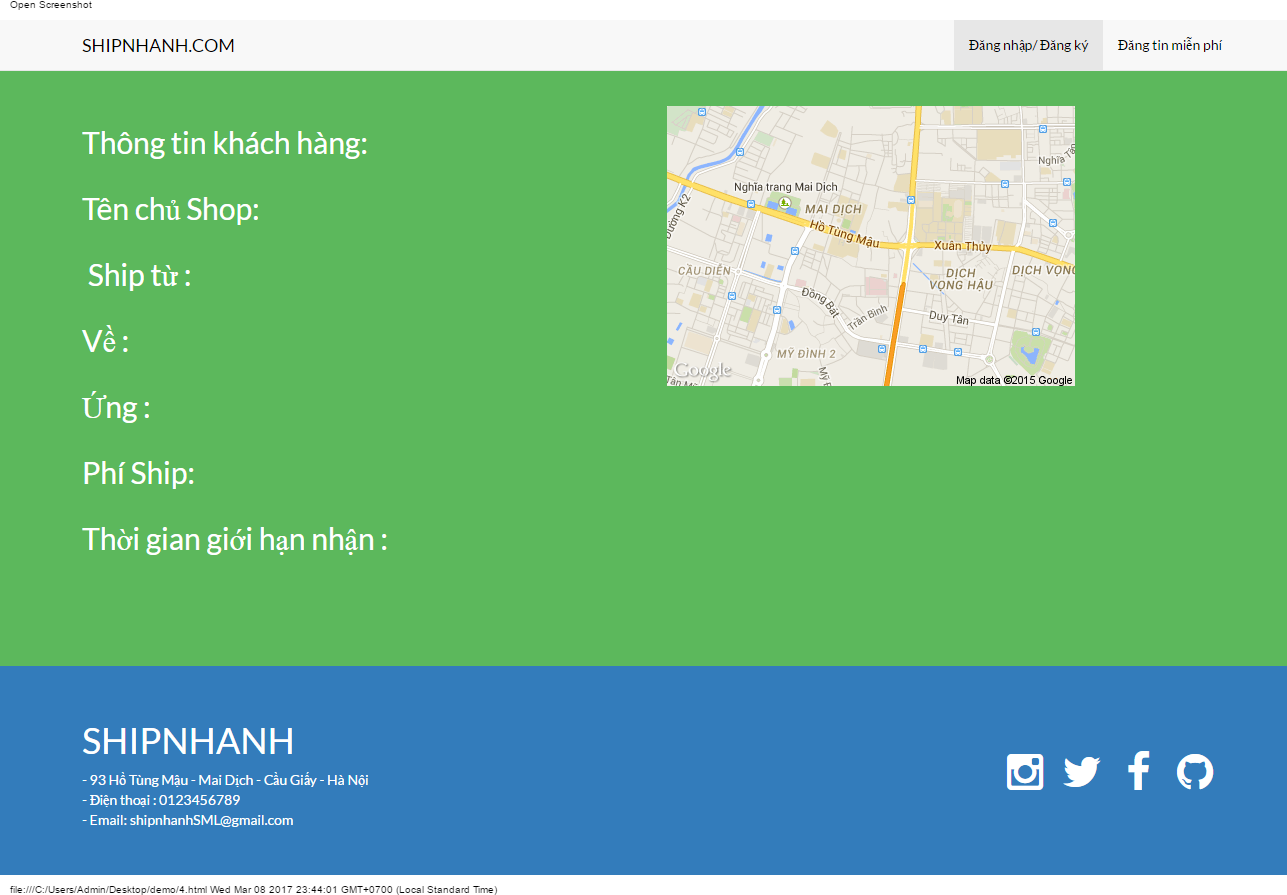 Open Screenshot
SHIPNHANH.COM
Đăng nhập/ Đăng ký
Đăng tin miễn phí
Thông tin khách hàng:
Tên chủ Shop:
Ship từ :
Về :
Ứng :
Phí Ship:
Thời gian giới hạn nhận :
Nghĩa
Nghĩa trang Mai Dịch
MAI DỊCH
Đường K2
Hồ Tùng Mậu
Xuân Thủy
CẦU DIỄN
DỊCH
VỌNG HẬU
DỊCH VỌNG
Đồng Bát
Trần Bình
Duy Tân
MỸ ĐÌNH 2
Google
Map data ©2015 Google
SHIPNHANH
- 93 Hồ Tùng Mậu - Mai Dịch - Cầu Giấy - Hà Nội
- Điện thoại : 0123456789
- Email: shipnhanhSML@gmail.com
file:///C:/Users/Admin/Desktop/demo/4.html Wed Mar 08 2017 23:44:01 GMT+0700 (Local Standard Time)